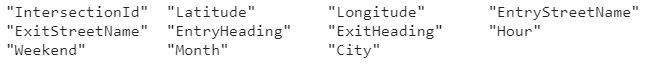 "IntersectionId" "Latitude" "Longitude" "EntryStreetName"
"ExitStreetName" "EntryHeading" "ExitHeading" "Hour"
"Weekend" "Month" "City"